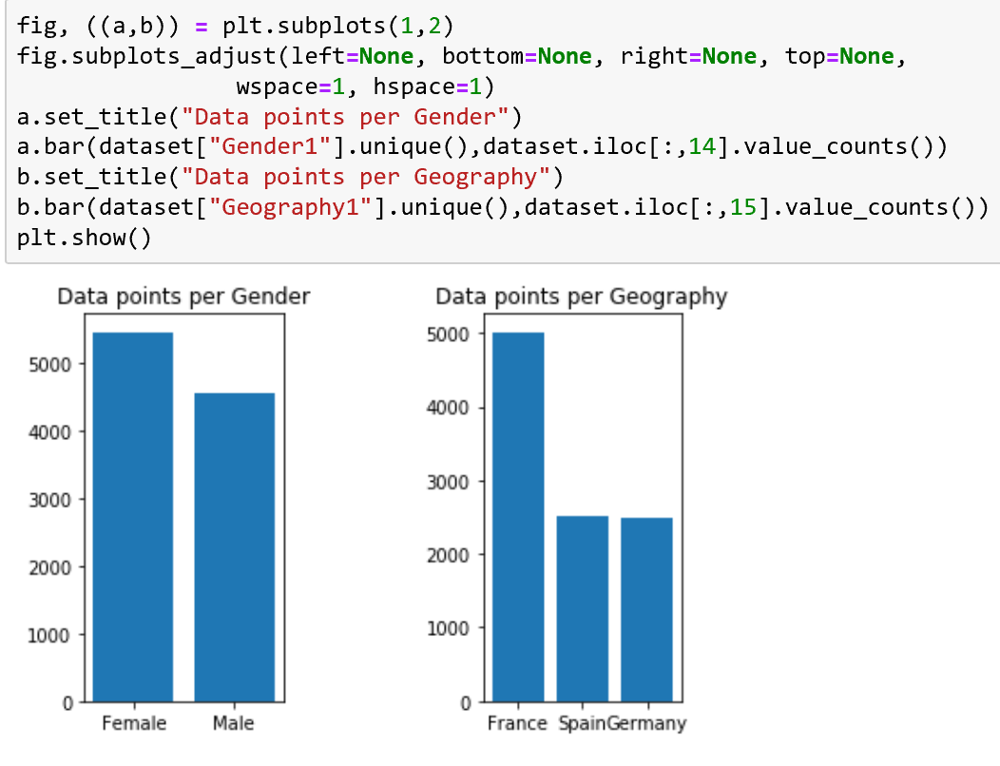 fig, ((a,b)) = plt.subplots(1,2)
fig.subplots_adjust(left=None, bottom=None, right=None, top=None,
                wspace=1, hspace=1)
a.set_title("Data points per Gender")
a.bar(dataset["Gender1"].unique(),dataset.iloc[:,14].value_counts())
b.set_title("Data points per Geography")
b.bar(dataset["Geography1"].unique(),dataset.iloc[:,15].value_counts())
plt.show()
Data points per Gender
5000
4000
3000
2000
1000
0
Female Male
Data points per Geography
5000
4000
3000
2000
1000
0
France Spain Germany